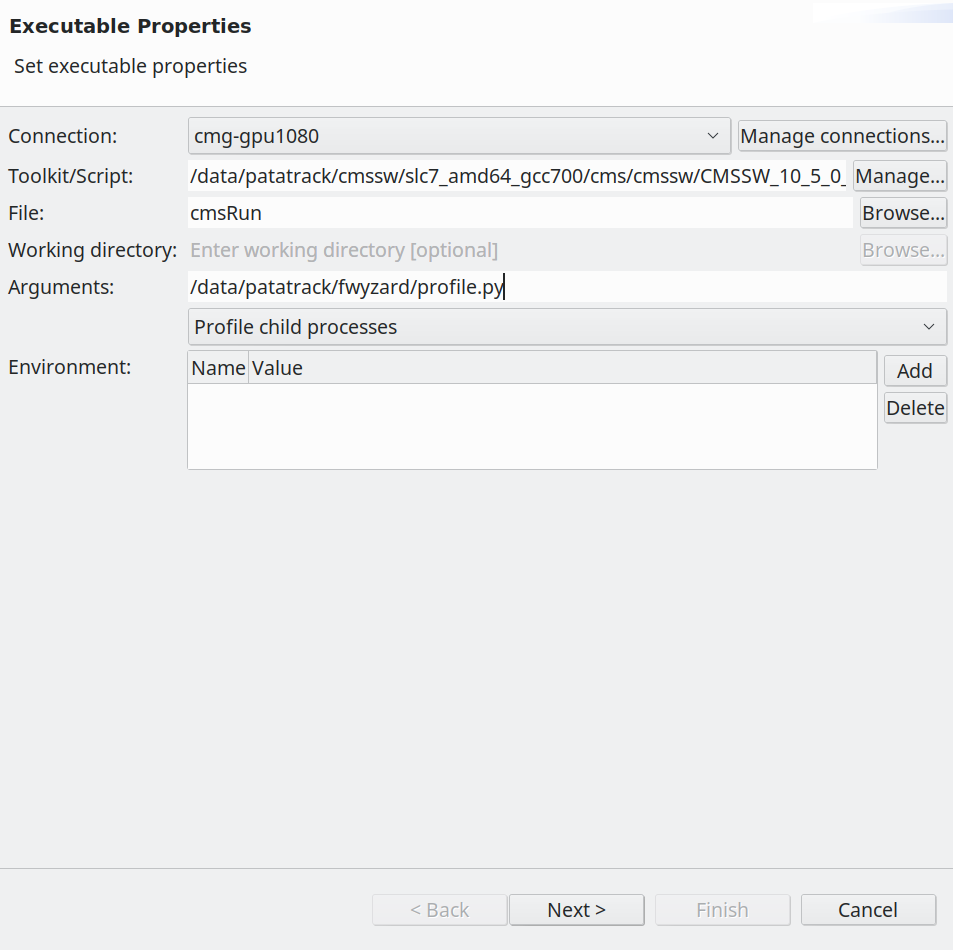 Executable Properties
Set executable properties
Connection: cmg-gpu1080 Manage connections...
Toolkit/Script: /data/patatrack/cmssw/slc7_amd64_gcc700/cms/cmssw/CMSSW_10_5_0_ Manage...
File: cmsRun Browse...
Working directory: Enter working directory [optional] Browse...
Arguments: /data/patatrack/fwyzard/profile.py
Profile child processes
Environment: Name Value Add
Delete
< Back Next > Finish Cancel